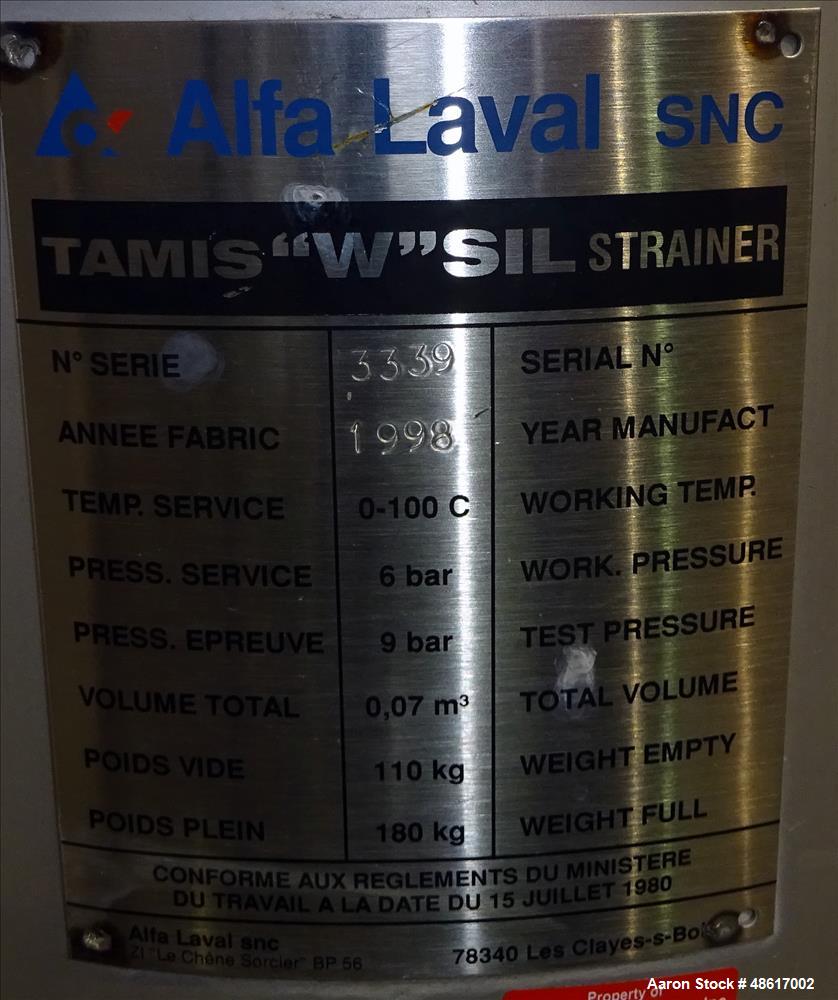 Alfa Laval SNC
TAMIS “W” SIL STRAINER
N° SERIE 3339 SERIAL N°
ANNEE FABRIC 1998 YEAR MANUFACT
TEMP. SERVICE 0-100 C WORKING TEMP.
PRESS. SERVICE 6 bar WORK. PRESSURE
PRESS. EPREUVE 9 bar TEST PRESSURE
VOLUME TOTAL 0,07 m³ TOTAL VOLUME
POIDS VIDE 110 kg WEIGHT EMPTY
POIDS PLEIN 180 kg WEIGHT FULL
CONFORME AUX REGLEMENTS DU MINISTERE
DU TRAVAIL A LA DATE DU 15 JUILLET 1980
Alfa Laval snc
ZI "Le Chêne Sorcier" BP 56 78340 Les Clayes-s-Bo
Property of
Aaron Stock # 48617002